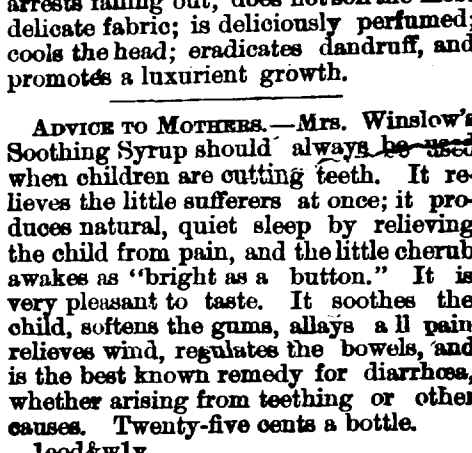 arrests falling out, does not soil the most
delicate fabric; is deliciously perfumed;
cools the head; eradicates dandruff, and
promotes a luxurient growth.
ADVICE TO MOTHERS.—Mrs. Winslow's
Soothing Syrup should always be used
when children are cutting teeth. It re-
lieves the little sufferers at once; it pro-
duces natural, quiet sleep by relieving
the child from pain, and the little cherub
awakes as "bright as a button." It is
very pleasant to taste. It soothes the
child, softens the gums, allays a ll pain
relieves wind, regulates the bowels, and
is the best known remedy for diarrhœa,
whether arising from teething or other
causes. Twenty-five cents a bottle.